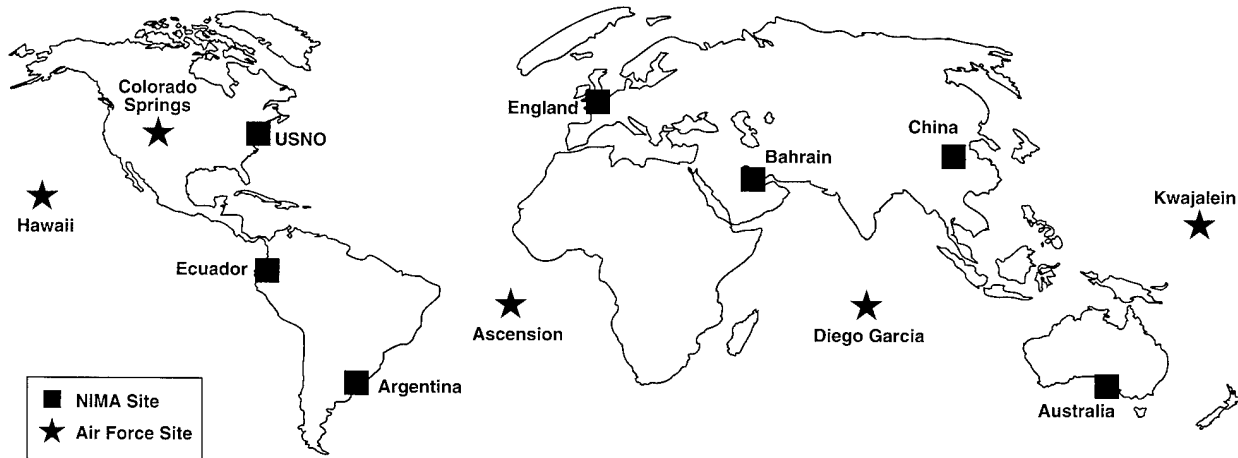 Colorado
Springs
USNO
England
China
Bahrain
Hawaii
Kwajalein
Ecuador
Ascension
Diego Garcia
Argentina
Australia
NIMA Site
Air Force Site